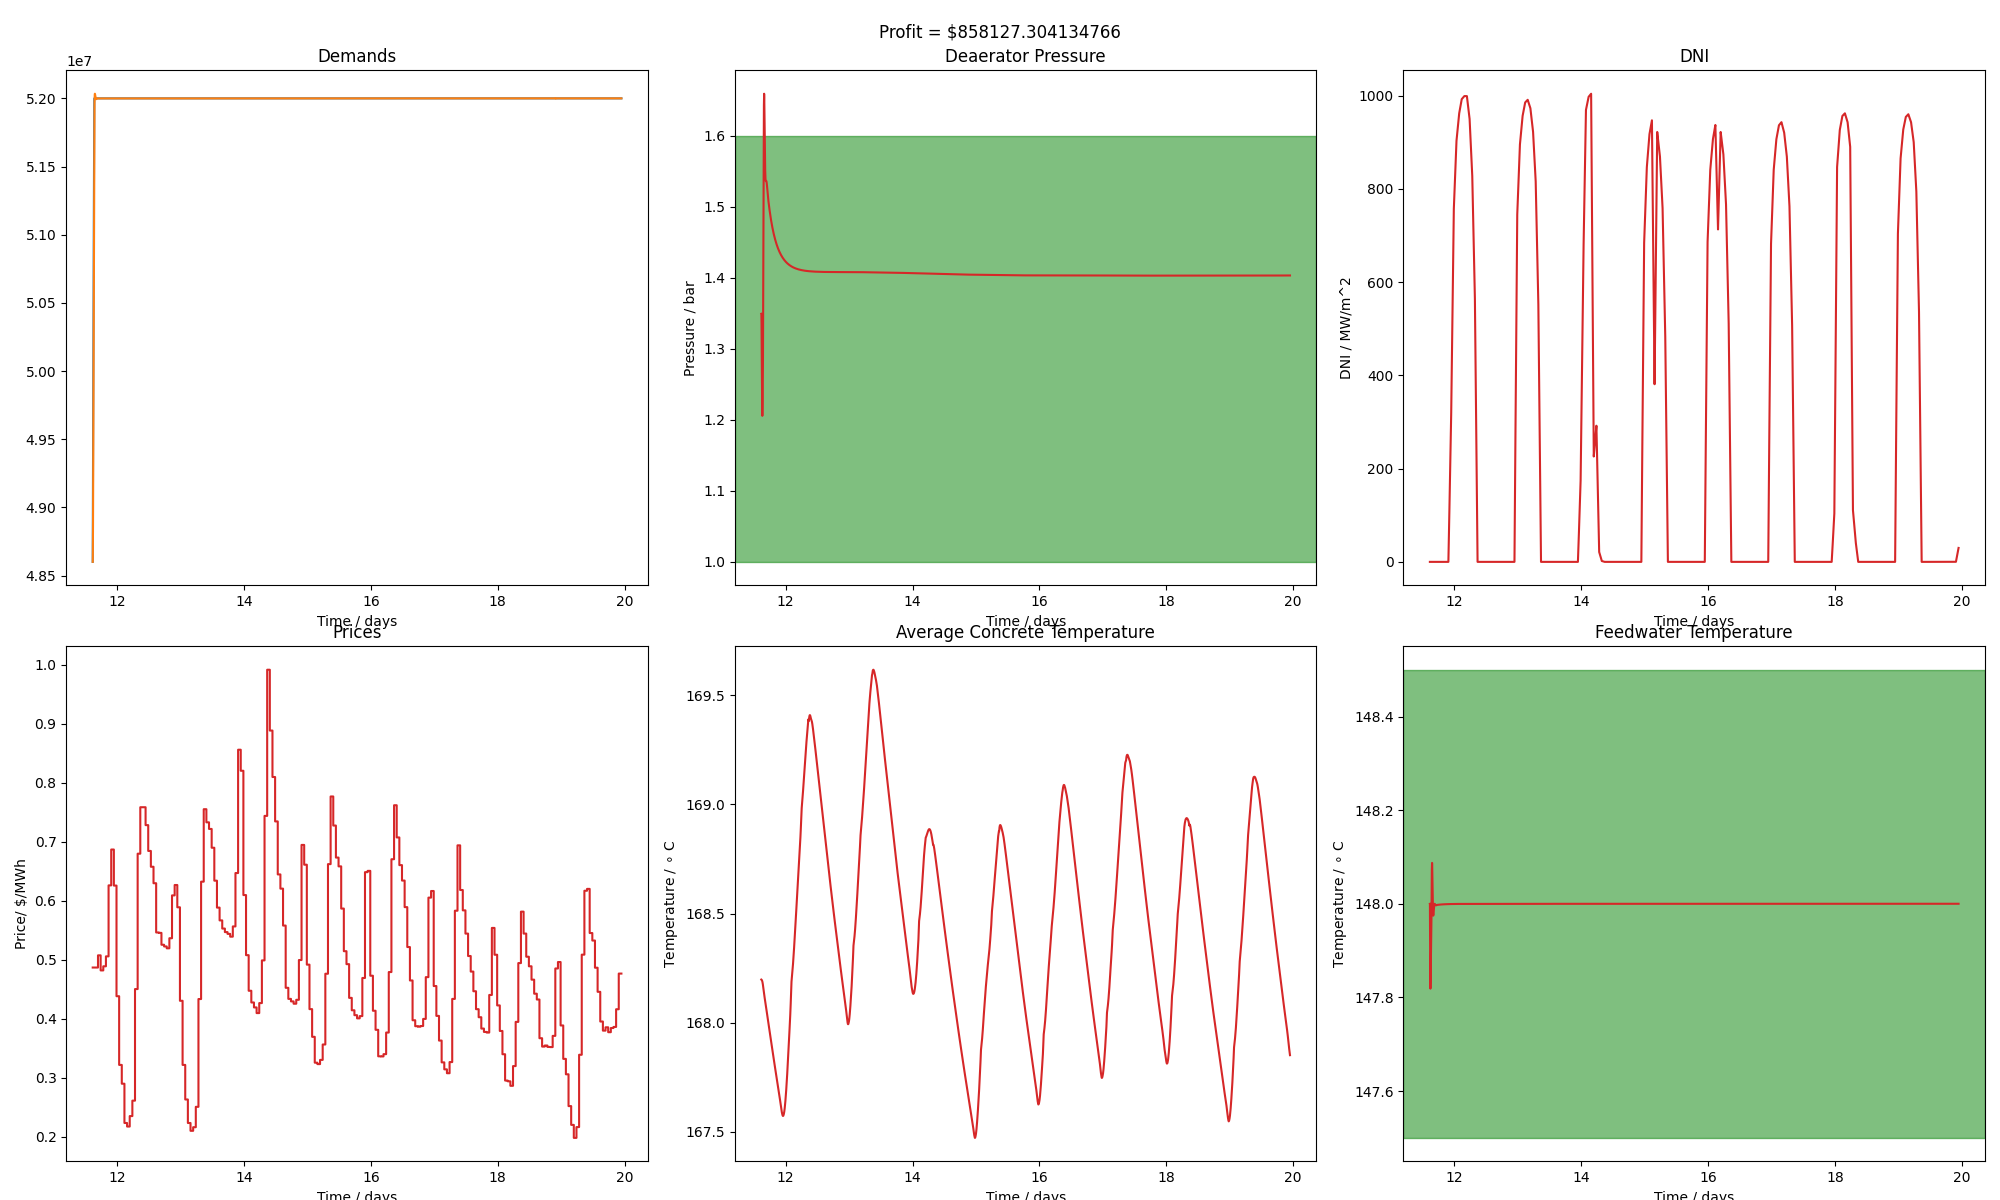 Profit = $858127.304134766
Demands
1e7
5.20
5.15
5.10
5.05
5.00
4.95
4.90
4.85
12 14 16 18 20
Time / days
Deaerator Pressure
Pressure / bar
1.6
1.5
1.4
1.3
1.2
1.1
1.0
12 14 16 18 20
Time / days
DNI
DNI / MW/m^2
1000
800
600
400
200
0
12 14 16 18 20
Time / days
Prices
Price/ $/MWh
1.0
0.9
0.8
0.7
0.6
0.5
0.4
0.3
0.2
12 14 16 18 20
Time / days
Average Concrete Temperature
Temperature / ∘ C
169.5
169.0
168.5
168.0
167.5
12 14 16 18 20
Time / days
Feedwater Temperature
Temperature / ∘ C
148.4
148.2
148.0
147.8
147.6
12 14 16 18 20
Time / days